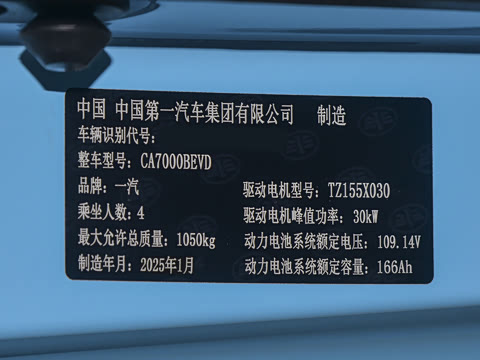 中国 中国第一汽车集团有限公司 制造
车辆识别代号：
整车型号：CA7000BEVD
品牌：一汽 驱动电机型号：TZ155X030
乘坐人数：4 驱动电机峰值功率：30kW
最大允许总质量：1050kg 动力电池系统额定电压：109.14V
制造年月：2025年1月 动力电池系统额定容量：166Ah